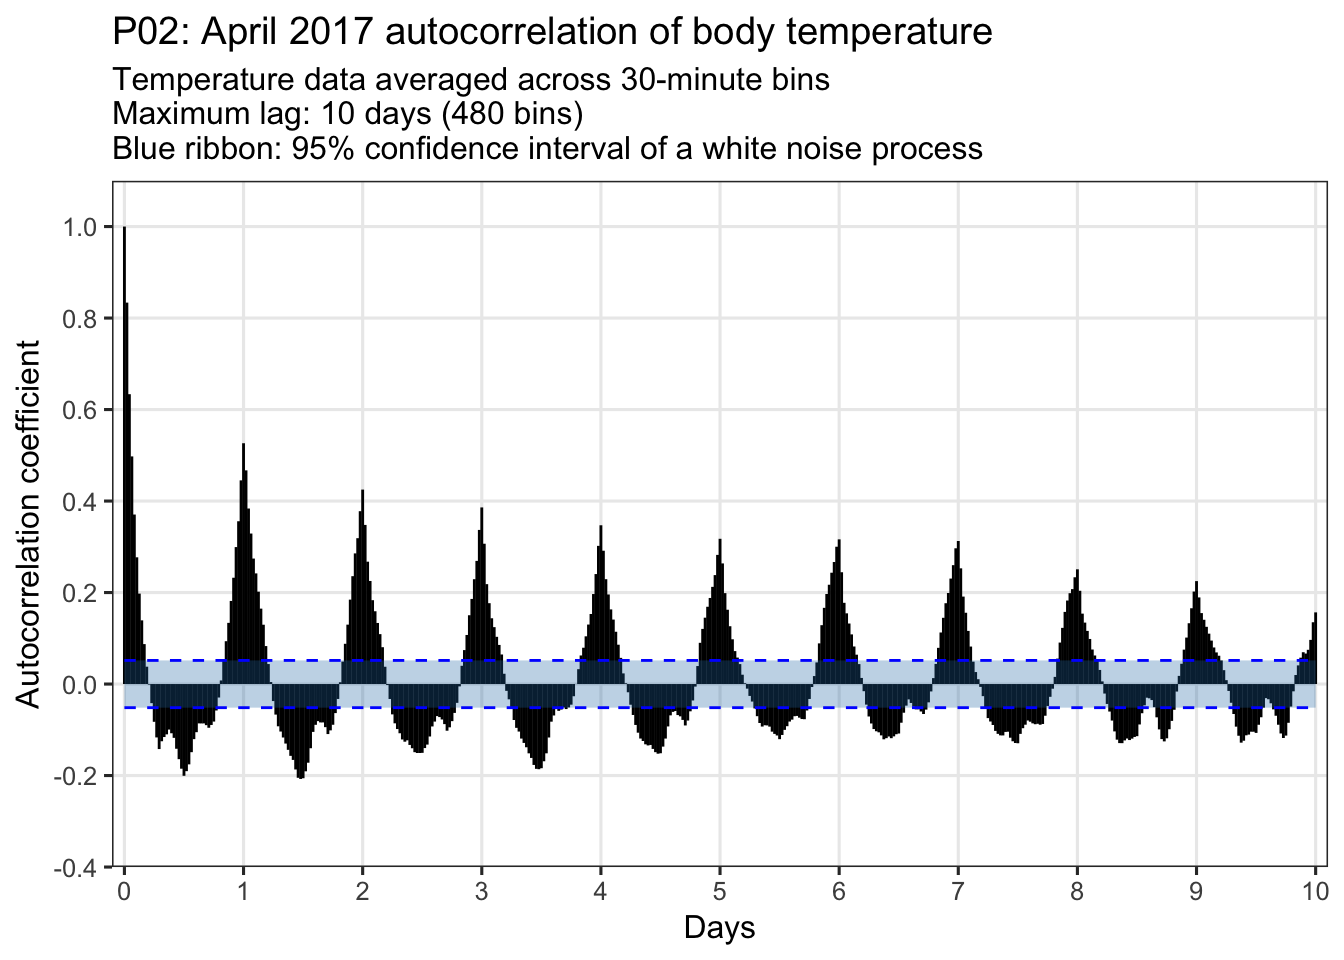 P02: April 2017 autocorrelation of body temperature
Temperature data averaged across 30-minute bins
Maximum lag: 10 days (480 bins)
Blue ribbon: 95% confidence interval of a white noise process
Autocorrelation coefficient
1.0
0.8
0.6
0.4
0.2
0.0
-0.2
-0.4
0 1 2 3 4 5 6 7 8 9 10
Days